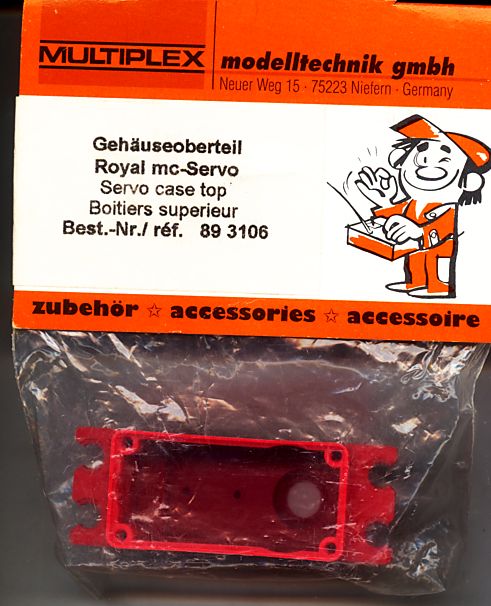 MULTIPLEX
modelltechnik gmbh
Neuer Weg 15 · 75223 Niefern · Germany
Gehäuseoberteil
Royal mc-Servo
Servo case top
Boitiers superieur
Best.-Nr./ réf. 89 3106
zubehör ☆ accessories ☆ accessoire